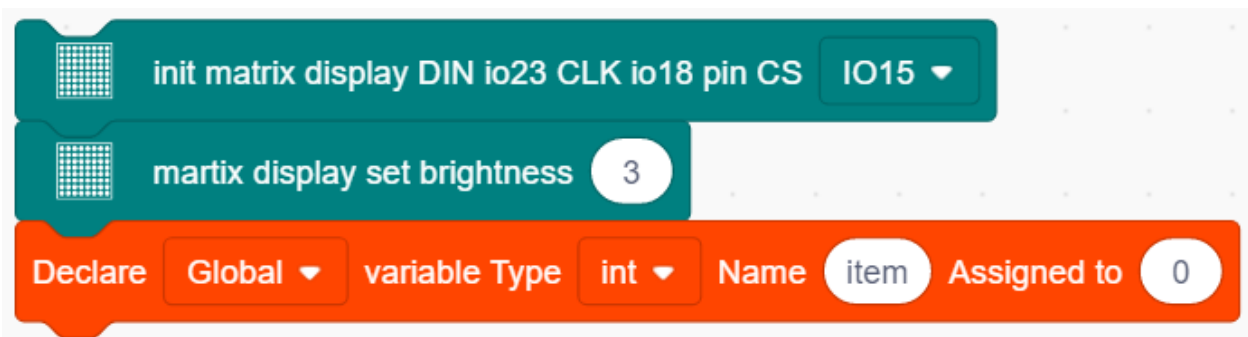 init matrix display DIN io23 CLK io18 pin CS IO15
martix display set brightness 3
Declare Global variable Type int Name item Assigned to 0